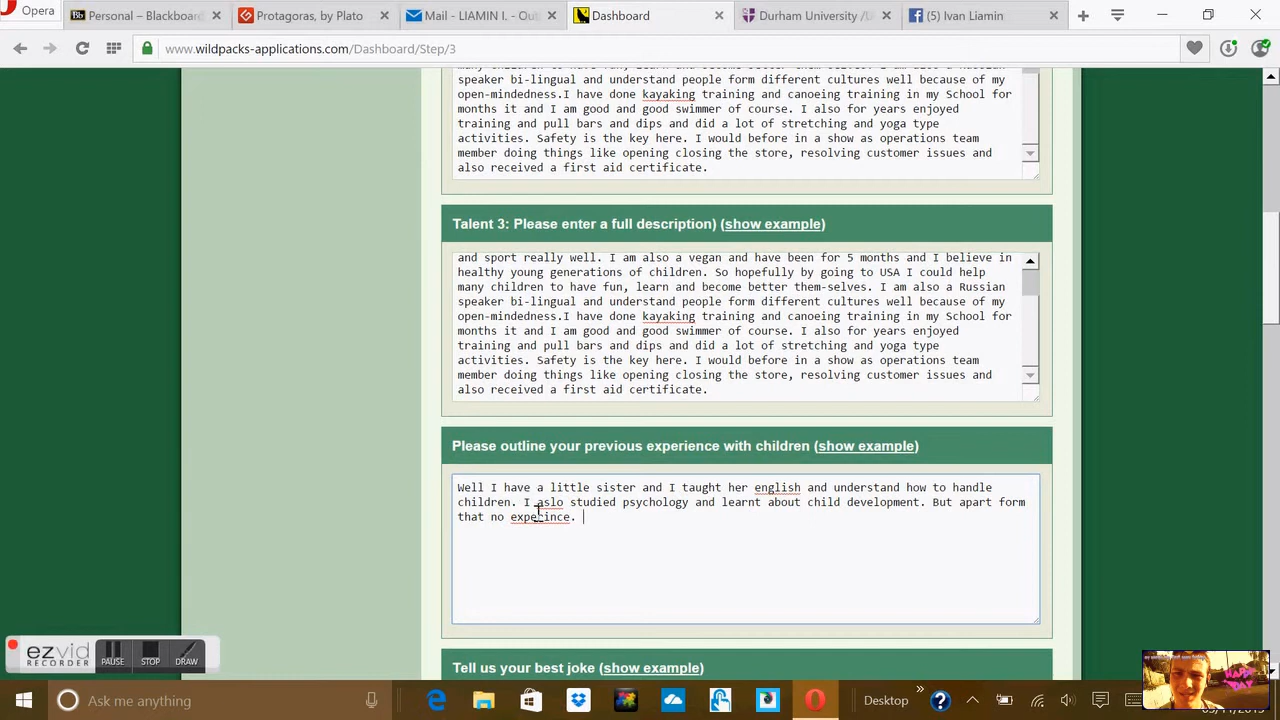 Opera
Personal – Blackboard
Protagoras, by Plato
Mail - LIAMIN I. - Out
Dashboard
Durham University /D
(5) Ivan Liamin
www.wildpacks-applications.com/Dashboard/Step/3
speaker bi-lingual and understand people form different cultures well because of my
open-mindedness.I have done kayaking training and canoeing training in my School for
months it and I am good and good swimmer of course. I also for years enjoyed
training and pull bars and dips and did a lot of stretching and yoga type
activities. Safety is the key here. I would before in a show as operations team
member doing things like opening closing the store, resolving customer issues and
also received a first aid certificate.
Talent 3: Please enter a full description) (show example)
and sport really well. I am also a vegan and have been for 5 months and I believe in
healthy young generations of children. So hopefully by going to USA I could help
many children to have fun, learn and become better them-selves. I am also a Russian
speaker bi-lingual and understand people form different cultures well because of my
open-mindedness.I have done kayaking training and canoeing training in my School for
months it and I am good and good swimmer of course. I also for years enjoyed
training and pull bars and dips and did a lot of stretching and yoga type
activities. Safety is the key here. I would before in a show as operations team
member doing things like opening closing the store, resolving customer issues and
also received a first aid certificate.
Please outline your previous experience with children (show example)
Well I have a little sister and I taught her english and understand how to handle
children. I aslo studied psychology and learnt about child development. But apart form
that no experince.
Tell us your best joke (show example)
ezvid
RECORDER
PAUSE
STOP
DRAW
Ask me anything
Desktop
HAPPY
DAY